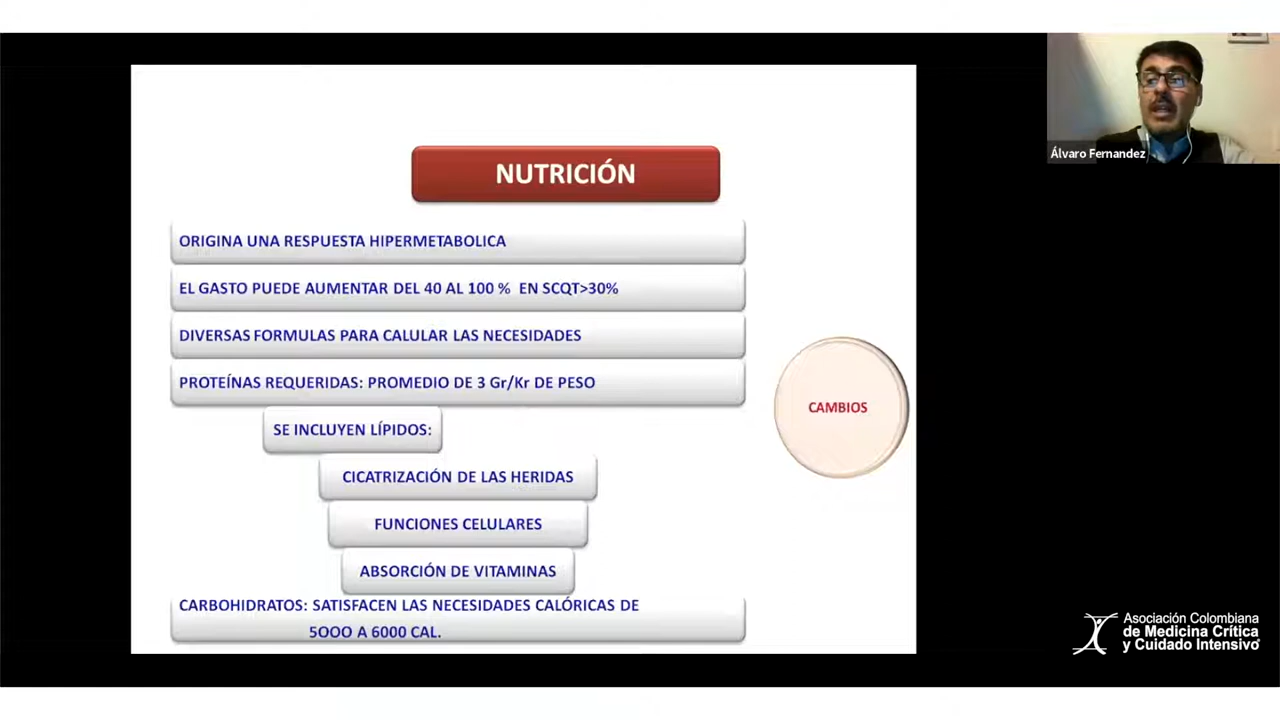 Álvaro Fernandez
NUTRICIÓN
ORIGINA UNA RESPUESTA HIPERMETABOLICA
EL GASTO PUEDE AUMENTAR DEL 40 AL 100 % EN SCQT>30%
DIVERSAS FORMULAS PARA CALULAR LAS NECESIDADES
PROTEÍNAS REQUERIDAS: PROMEDIO DE 3 Gr/Kr DE PESO
SE INCLUYEN LÍPIDOS:
CICATRIZACIÓN DE LAS HERIDAS
FUNCIONES CELULARES
ABSORCIÓN DE VITAMINAS
CARBOHIDRATOS: SATISFACEN LAS NECESIDADES CALÓRICAS DE
5OOO A 6000 CAL.
CAMBIOS
Asociación Colombiana
de Medicina Crítica
y Cuidado Intensivo